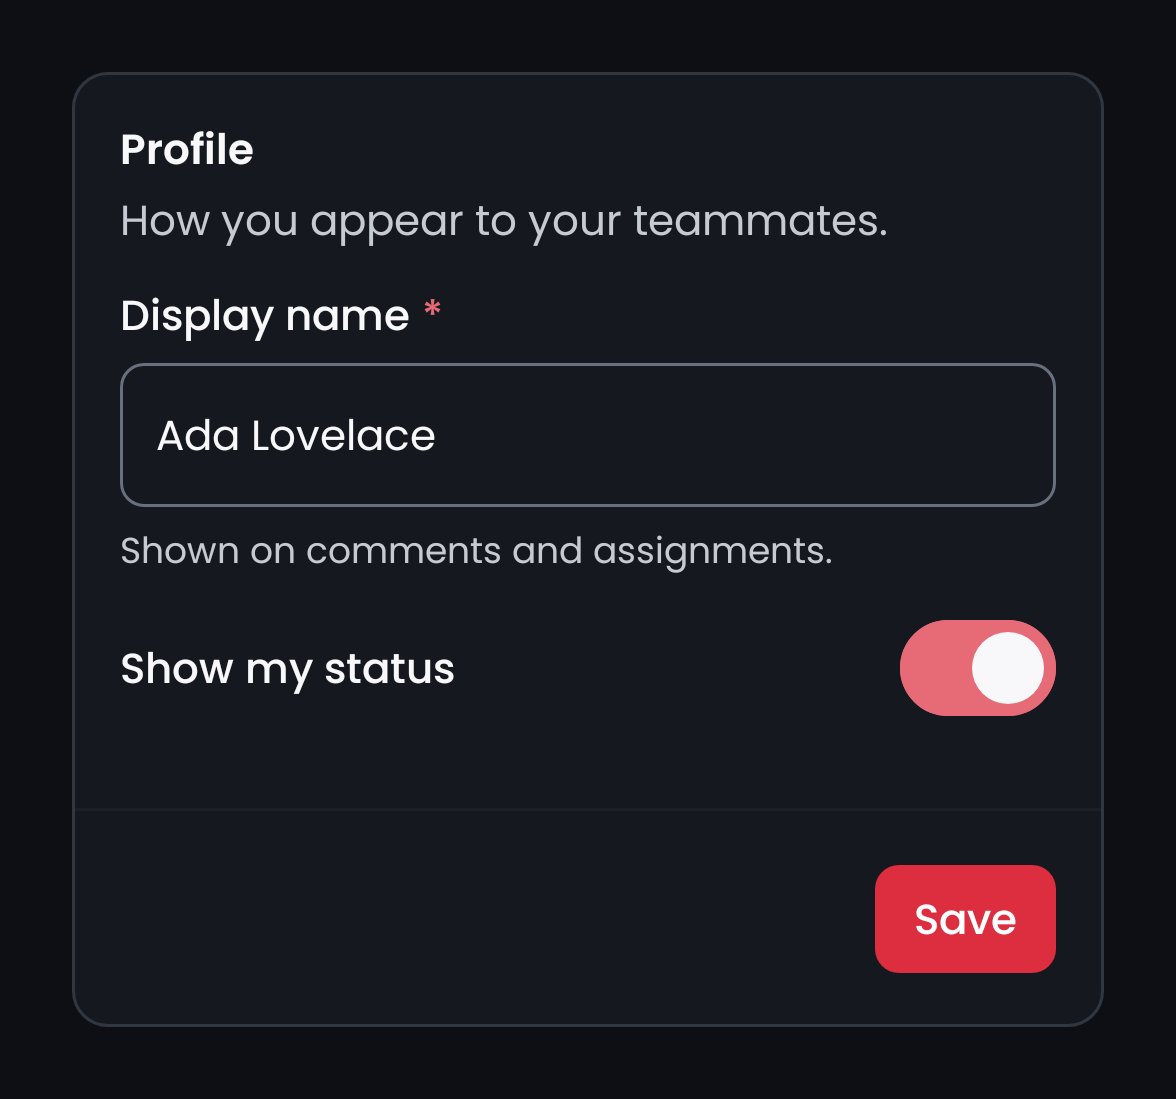 Profile
How you appear to your teammates.
Display name *
Ada Lovelace
Shown on comments and assignments.
Show my status
Save